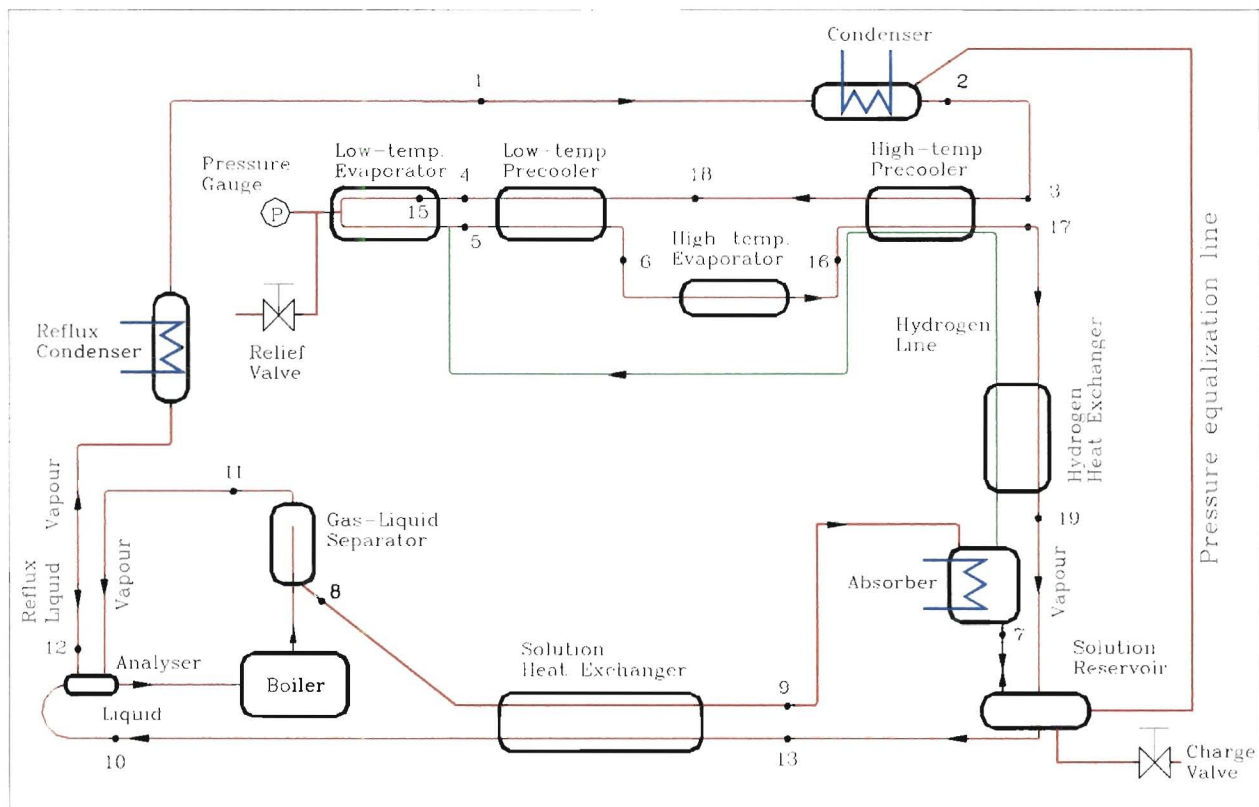 Condenser
1
2
Pressure
Gauge
P
Low-temp.
Evaporator
4
Low-temp
Precooler
18
High-temp
Precooler
3
15
5
17
6
High temp.
Evaporator
16
Hydrogen
Line
Pressure equalization line
Reflux
Condenser
Relief
Valve
Hydrogen
Heat Exchanger
11
Vapour
Vapour
Reflux
Liquid
Gas-Liquid
Separator
8
19
Absorber
Vapour
7
12
Analyser
Boiler
Solution
Heat Exchanger
9
Solution
Reservoir
Liquid
10
13
Charge
Valve